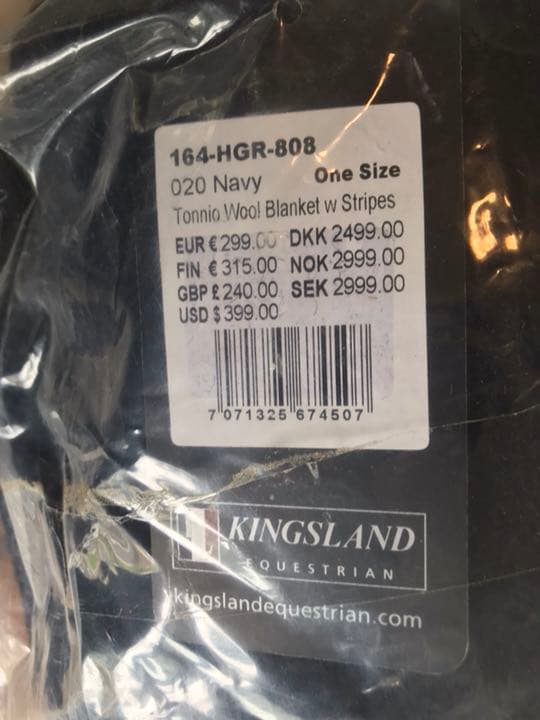 164-HGR-808
020 Navy One Size
Tonnio Wool Blanket w Stripes
EUR €299.00 DKK 2499.00
FIN €315.00 NOK 2999.00
GBP £240.00 SEK 2999.00
USD $399.00
7 071325 674507
KINGSLAND
EQUESTRIAN
kingslandequestrian.com